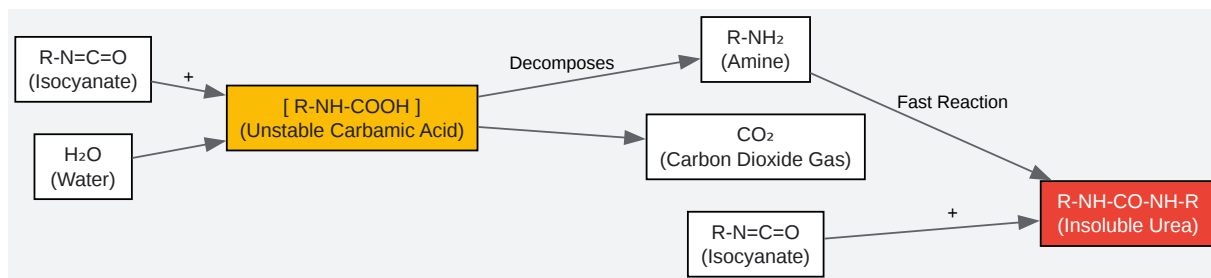 R-N=C=O
(Isocyanate)
+
H₂O
(Water)
[ R-NH-COOH ]
(Unstable Carbamic Acid)
Decomposes
R-NH₂
(Amine)
CO₂
(Carbon Dioxide Gas)
Fast Reaction
R-N=C=O
(Isocyanate)
+
R-NH-CO-NH-R
(Insoluble Urea)